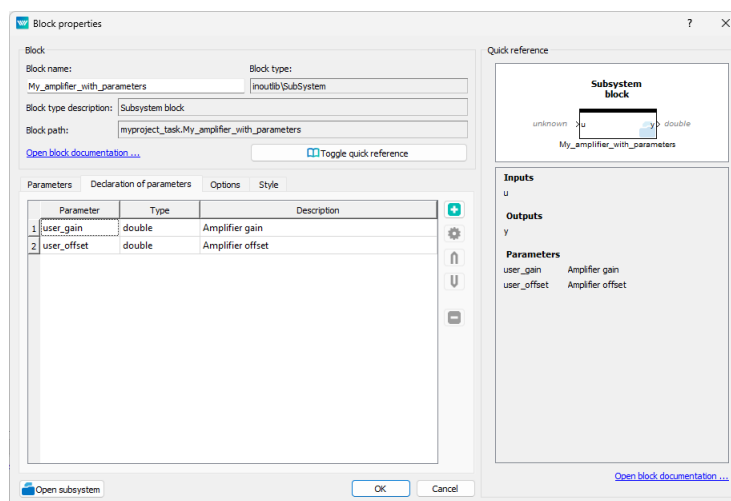 Block properties
? X
Block
Block name:
Block type:
My_amplifier_with_parameters
inoutlib\SubSystem
Block type description:
Subsystem block
Block path:
myproject_task.My_amplifier_with_parameters
Open block documentation ...
Toggle quick reference
Parameters
Declaration of parameters
Options
Style
Parameter
Type
Description
1 user_gain double Amplifier gain
2 user_offset double Amplifier offset
Open subsystem
OK
Cancel
Quick reference
Subsystem
block
unknown
u
y
double
My_amplifier_with_parameters
Inputs
u
Outputs
y
Parameters
user_gain Amplifier gain
user_offset Amplifier offset
Open block documentation ...